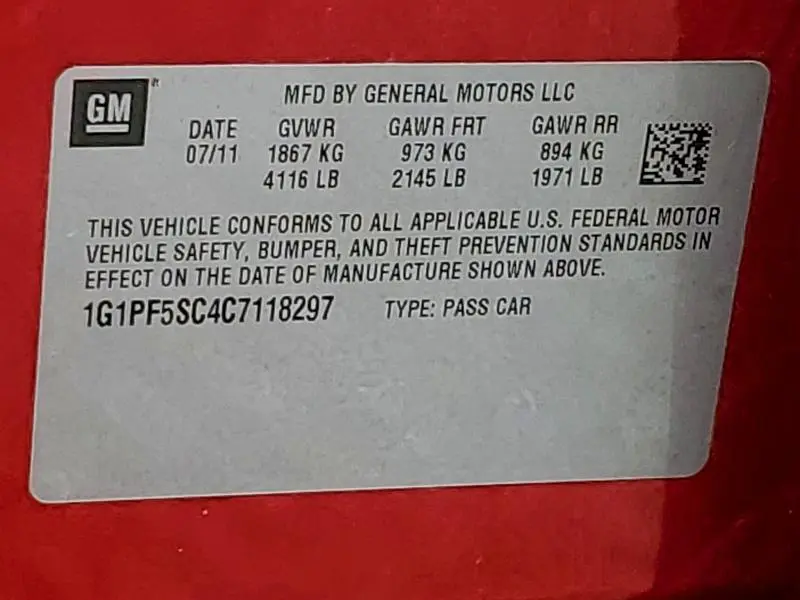 GM
MFD BY GENERAL MOTORS LLC
DATE GVWR GAWR FRT GAWR RR
07/11 1867 KG 973 KG 894 KG
4116 LB 2145 LB 1971 LB
THIS VEHICLE CONFORMS TO ALL APPLICABLE U.S. FEDERAL MOTOR
VEHICLE SAFETY, BUMPER, AND THEFT PREVENTION STANDARDS IN
EFFECT ON THE DATE OF MANUFACTURE SHOWN ABOVE.
1G1PF5SC4C7118297 TYPE: PASS CAR